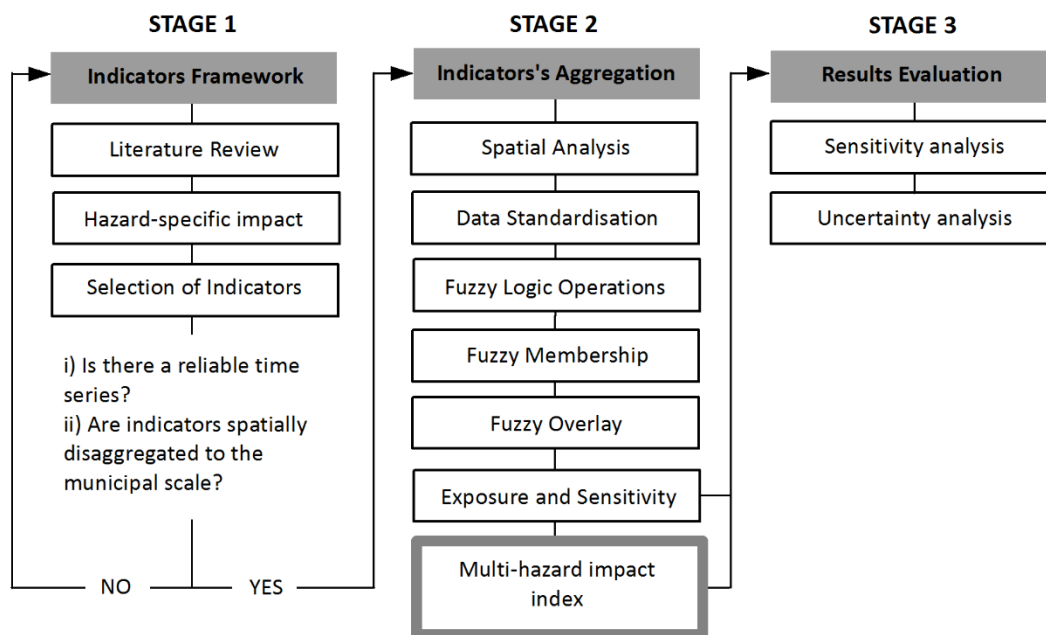 STAGE 1
Indicators Framework
Literature Review
Hazard-specific impact
Selection of Indicators
i) Is there a reliable time
series?
ii) Are indicators spatially
disaggregated to the
municipal scale?
NO
YES
STAGE 2
Indicators's Aggregation
Spatial Analysis
Data Standardisation
Fuzzy Logic Operations
Fuzzy Membership
Fuzzy Overlay
Exposure and Sensitivity
Multi-hazard impact
index
STAGE 3
Results Evaluation
Sensitivity analysis
Uncertainty analysis